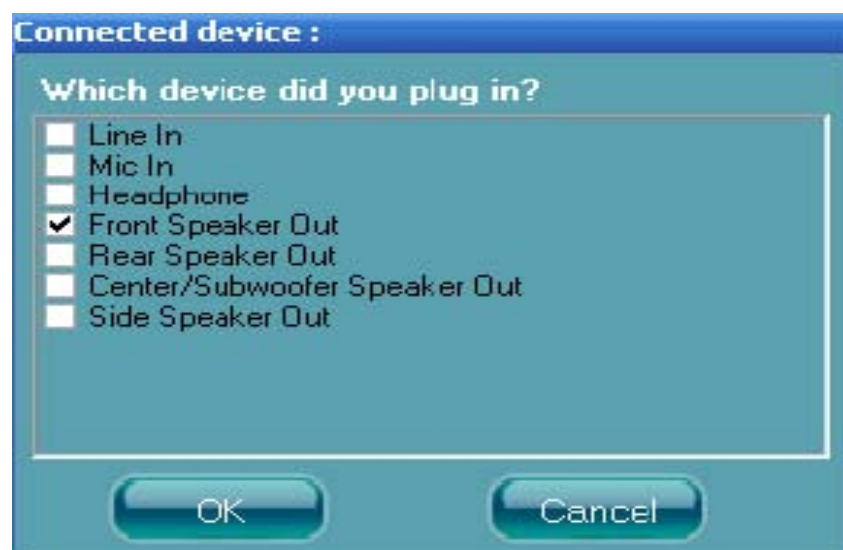 Connected device :
Which device did you plug in?
Line In
Mic In
Headphone
Front Speaker Out
Rear Speaker Out
Center/Subwoofer Speaker Out
Side Speaker Out
OK
Cancel